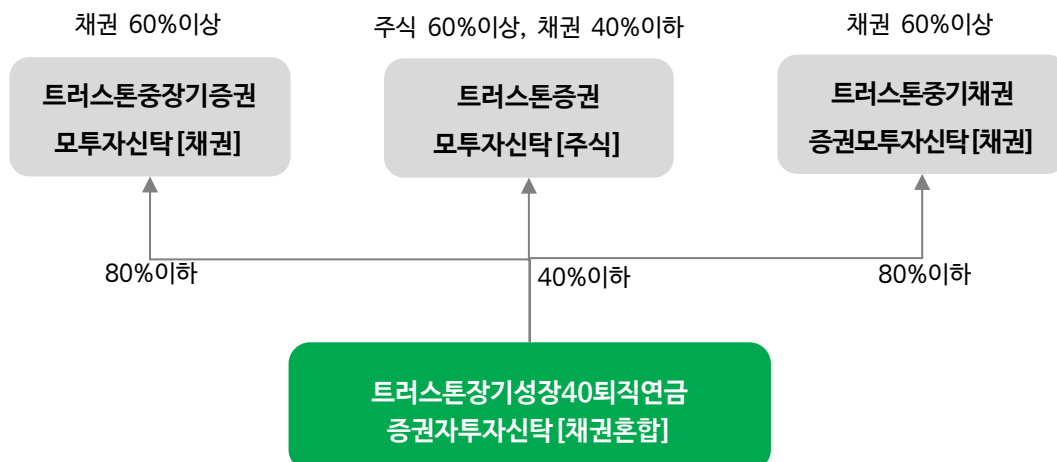 채권 60%이상
주식 60%이상, 채권 40%이하
채권 60%이상
트러스톤중장기증권
모투자신탁[채권]
트러스톤증권
모투자신탁[주식]
트러스톤중기채권
증권모투자신탁[채권]
80%이하
40%이하
80%이하
트러스톤장기성장40퇴직연금
증권자투자신탁[채권혼합]